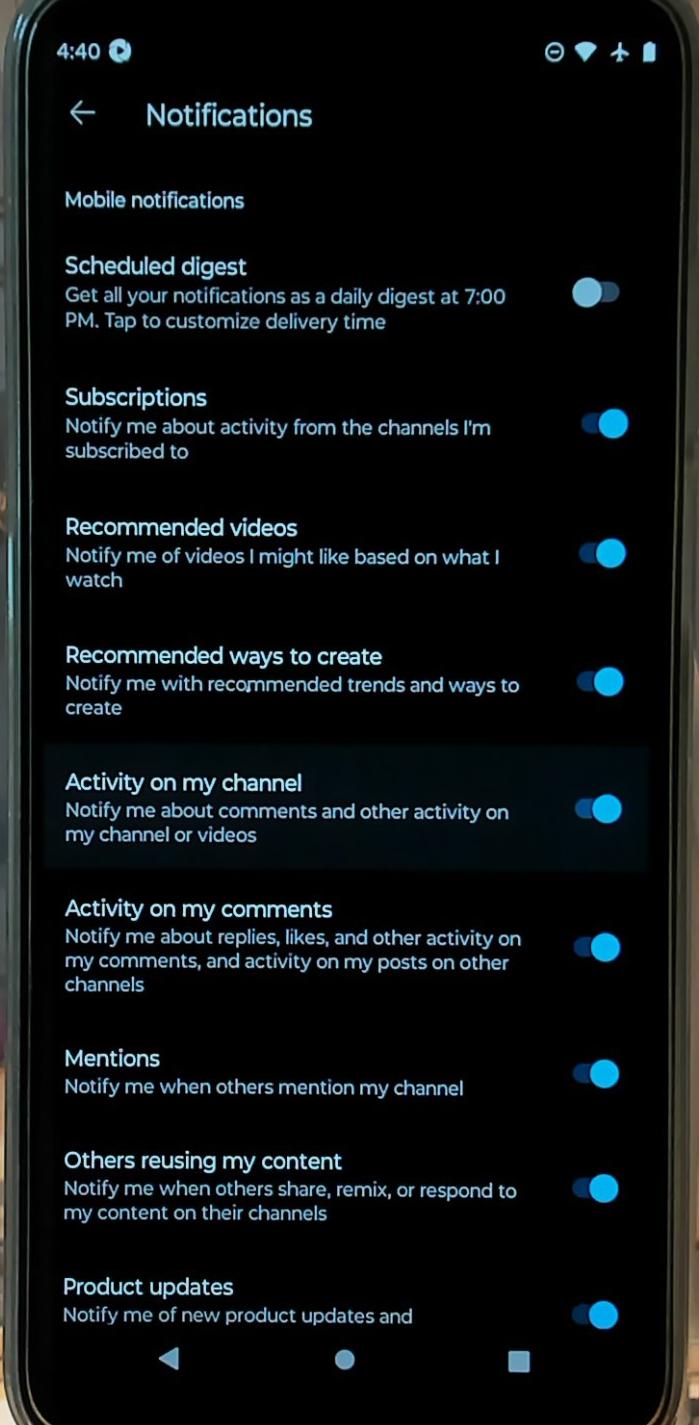 4:40
Notifications
Mobile notifications
Scheduled digest
Get all your notifications as a daily digest at 7:00
PM. Tap to customize delivery time
Subscriptions
Notify me about activity from the channels I'm
subscribed to
Recommended videos
Notify me of videos I might like based on what I
watch
Recommended ways to create
Notify me with recommended trends and ways to
create
Activity on my channel
Notify me about comments and other activity on
my channel or videos
Activity on my comments
Notify me about replies, likes, and other activity on
my comments, and activity on my posts on other
channels
Mentions
Notify me when others mention my channel
Others reusing my content
Notify me when others share, remix, or respond to
my content on their channels
Product updates
Notify me of new product updates and